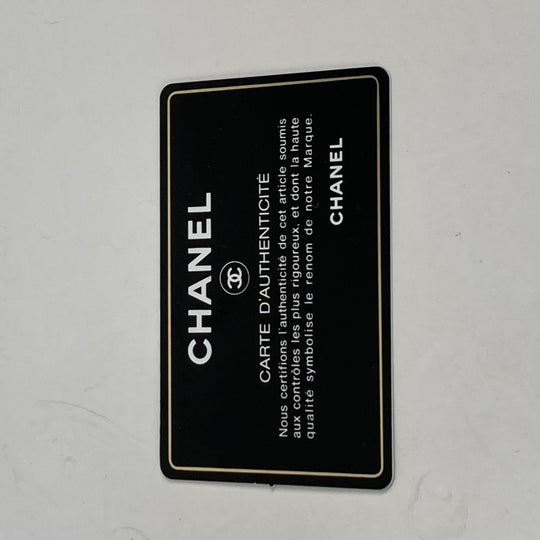 CHANEL
CARTE D'AUTHENTICITÉ
Nous certifions l'authenticité de cet article soumis
aux contrôles les plus rigoureux, et dont la haute
qualité symbolise le renom de notre Marque.
CHANEL